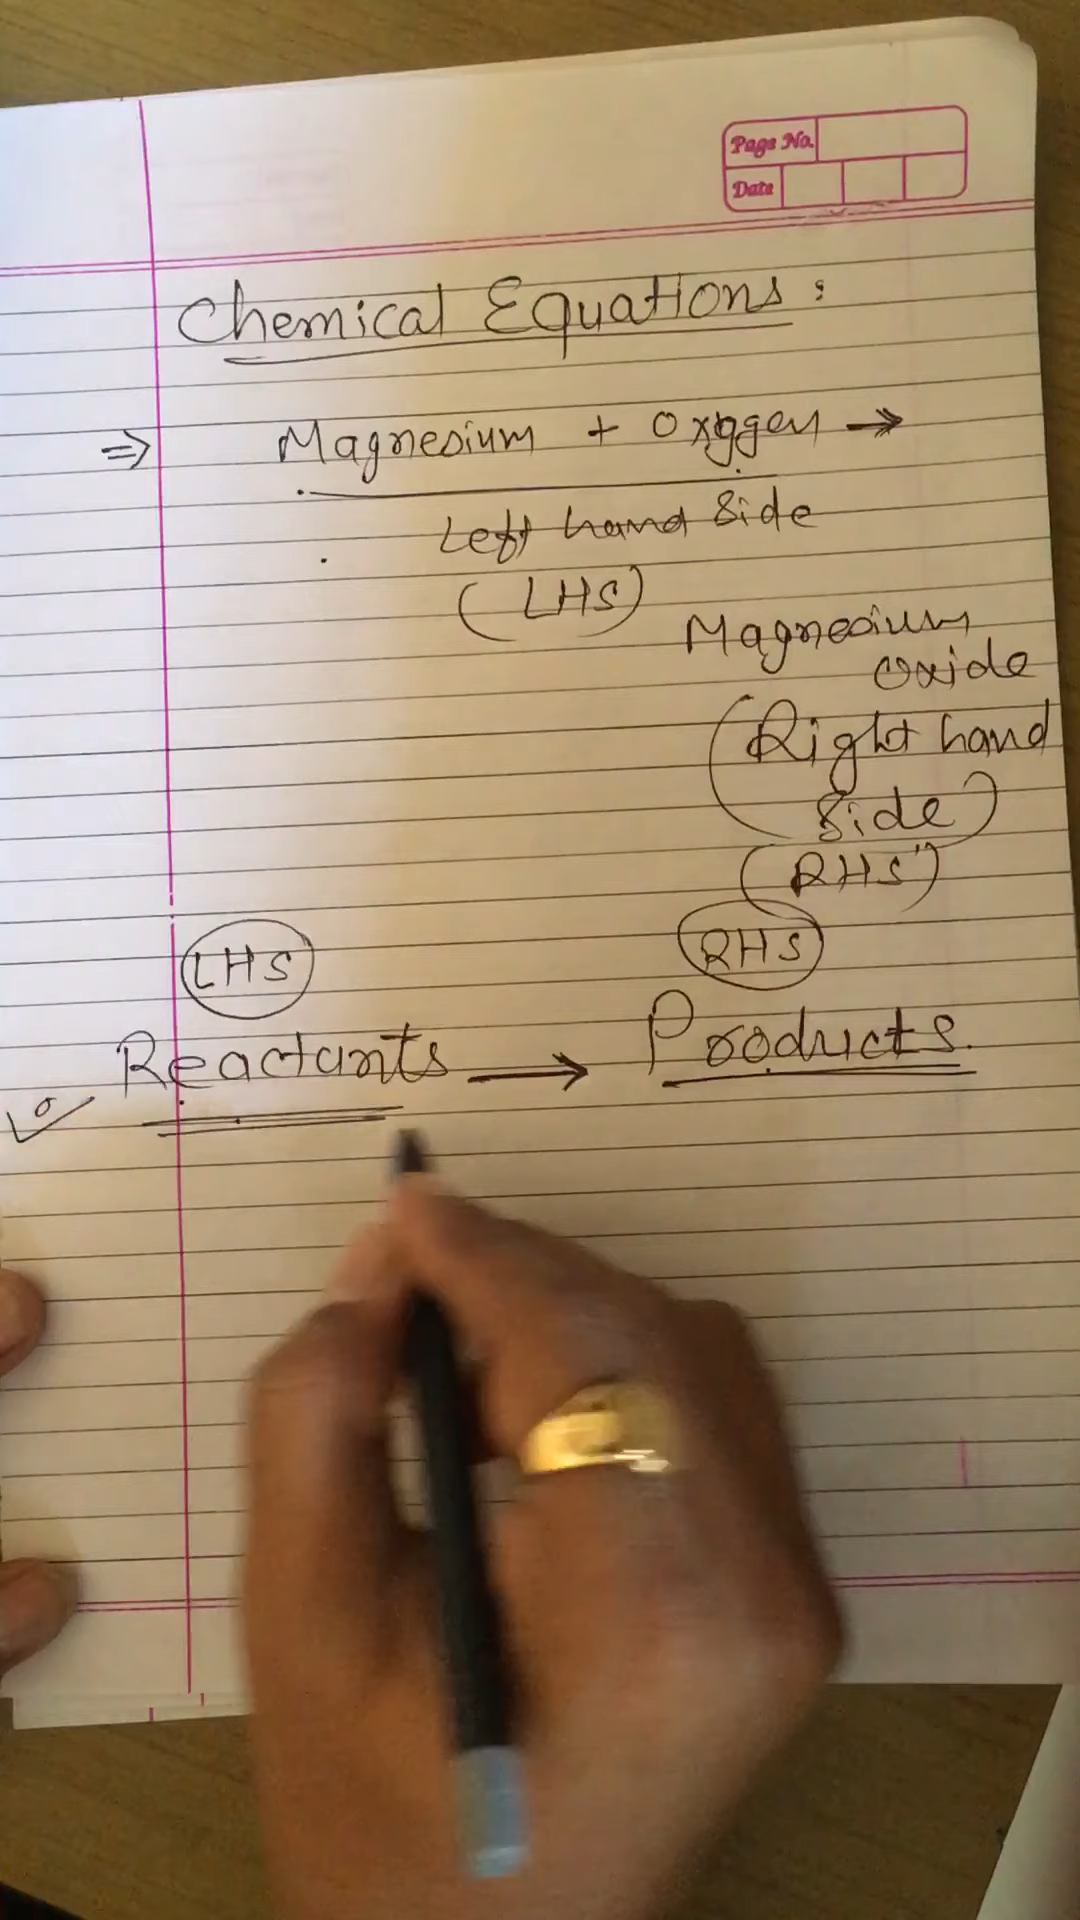 Page No.
Date
Chemical Equations :
⇒ Magnesium + Oxygen →
Left hand Side
(LHS)
Magnesium
oxide
(Right hand
Side)
(RHS)
LHS RHS
Reactants → Products.